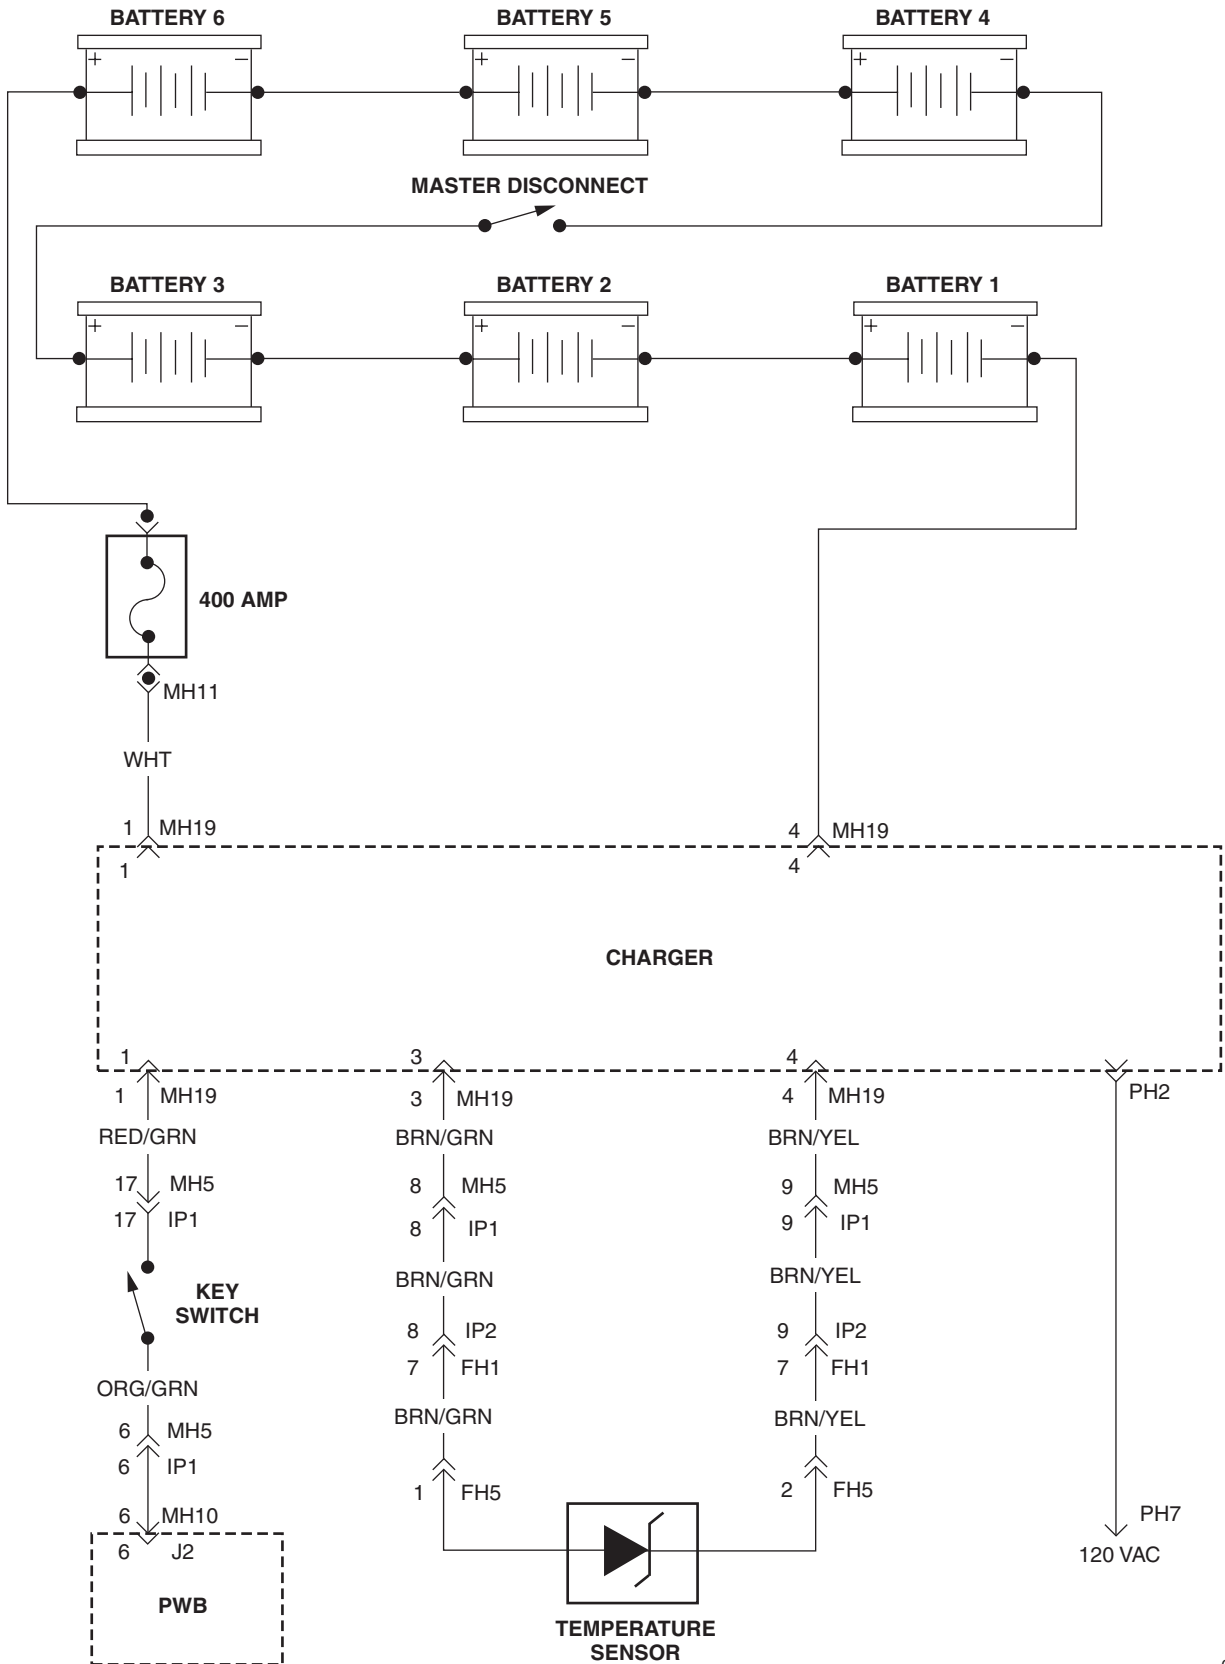 BATTERY 6 BATTERY 5 BATTERY 4
+ − + − + −
MASTER DISCONNECT
BATTERY 3 BATTERY 2 BATTERY 1
+ − + − + −
400 AMP
MH11
WHT
1 MH19 4 MH19
1 4
CHARGER
1 3 4
1 MH19 3 MH19 4 MH19 PH2
RED/GRN BRN/GRN BRN/YEL
17 MH5 8 MH5 9 MH5
17 IP1 8 IP1 9 IP1
KEY
SWITCH
BRN/GRN BRN/YEL
8 IP2 9 IP2
7 FH1 7 FH1
ORG/GRN BRN/GRN BRN/YEL
6 MH5
6 IP1
1 FH5 2 FH5
6 MH10 PH7
6 J2 120 VAC
PWB
TEMPERATURE
SENSOR